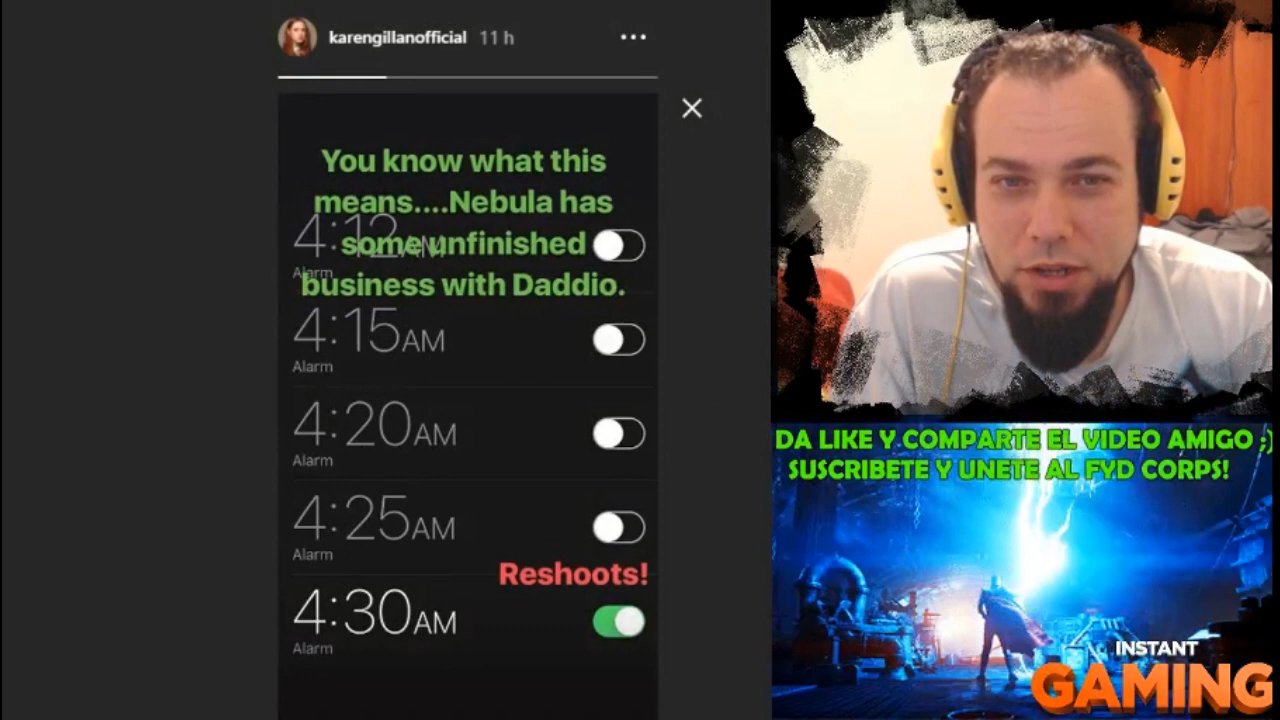 karengillanofficial 11 h
You know what this
means....Nebula has
some unfinished
business with Daddio.
4:12AM
Alarm
4:15AM
Alarm
4:20AM
Alarm
4:25AM
Alarm
Reshoots!
4:30AM
Alarm
DA LIKE Y COMPARTE EL VIDEO AMIGO ;)
SUSCRIBETE Y UNETE AL FYD CORPS!
INSTANT
GAMING